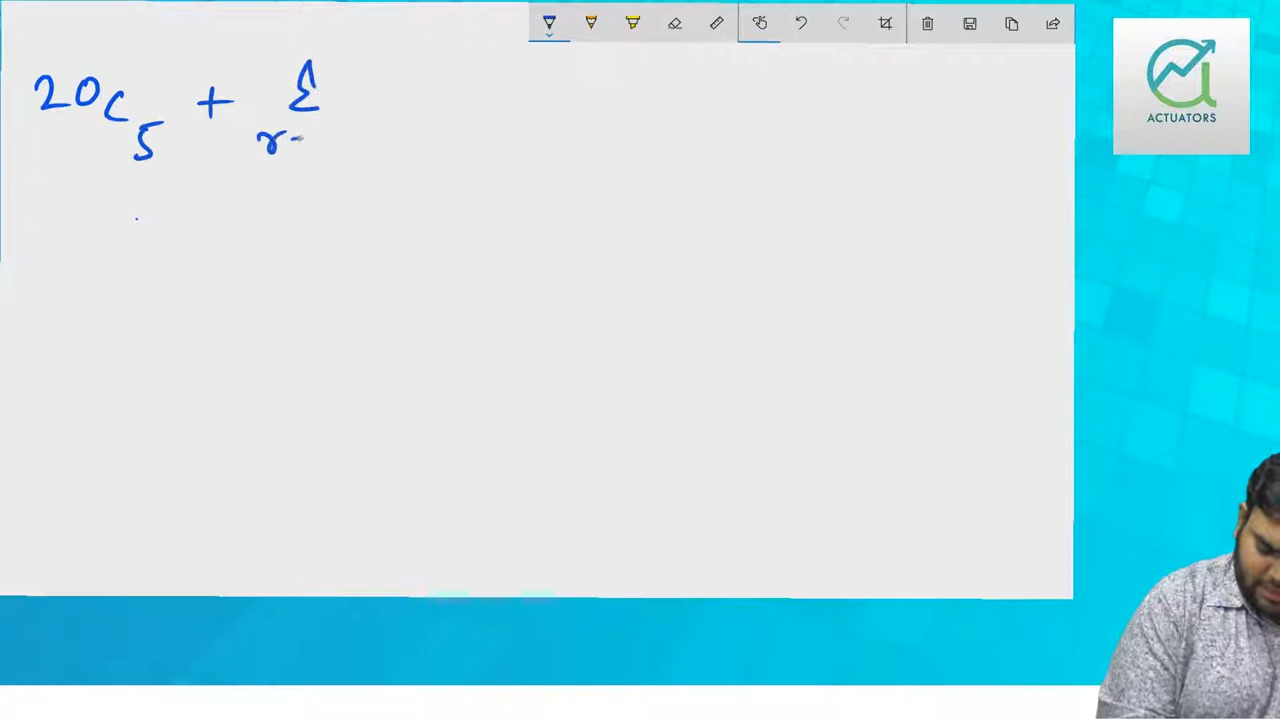 20C5 + Σ
r-
ACTUATORS